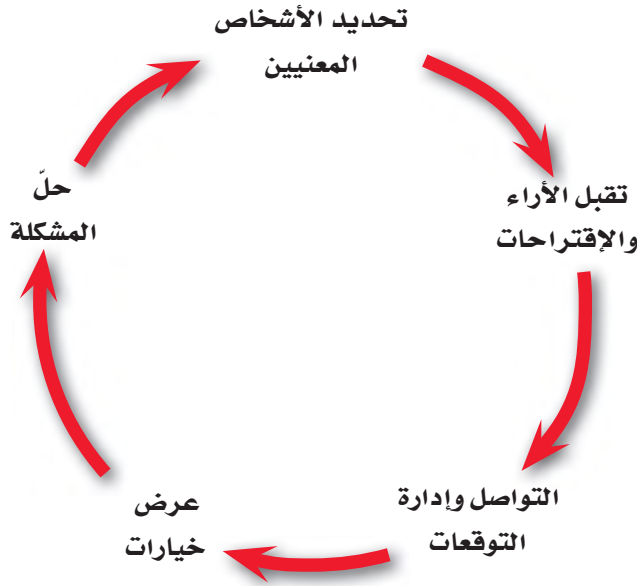 تحديد الأشخاص
المعنيين
تقبل الأراء
والإقتراحات
التواصل وإدارة
التوقعات
عرض
خيارات
حلّ
المشكلة